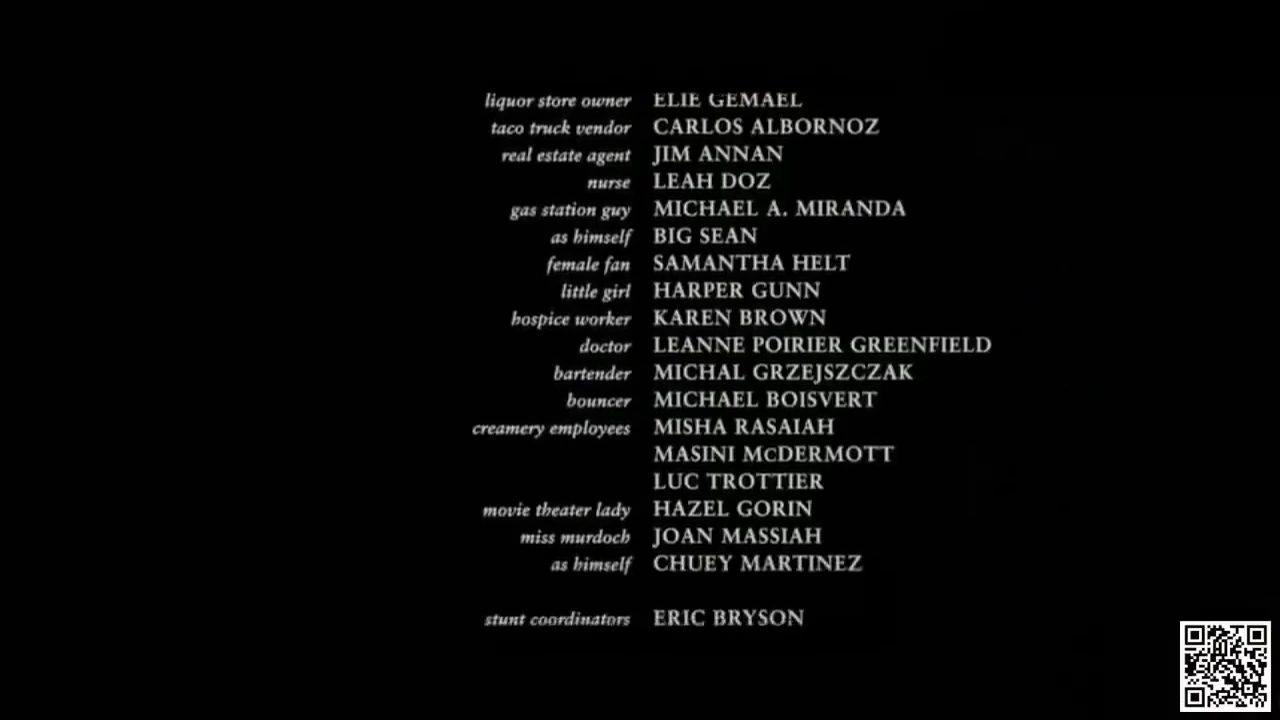 liquor store owner ELIE GEMAEL
taco truck vendor CARLOS ALBORNOZ
real estate agent JIM ANNAN
nurse LEAH DOZ
gas station guy MICHAEL A. MIRANDA
as himself BIG SEAN
female fan SAMANTHA HELT
little girl HARPER GUNN
hospice worker KAREN BROWN
doctor LEANNE POIRIER GREENFIELD
bartender MICHAL GRZEJSZCZAK
bouncer MICHAEL BOISVERT
creamery employees MISHA RASAIAH
MASINI McDERMOTT
LUC TROTTIER
movie theater lady HAZEL GORIN
miss murdoch JOAN MASSIAH
as himself CHUEY MARTINEZ
stunt coordinators ERIC BRYSON